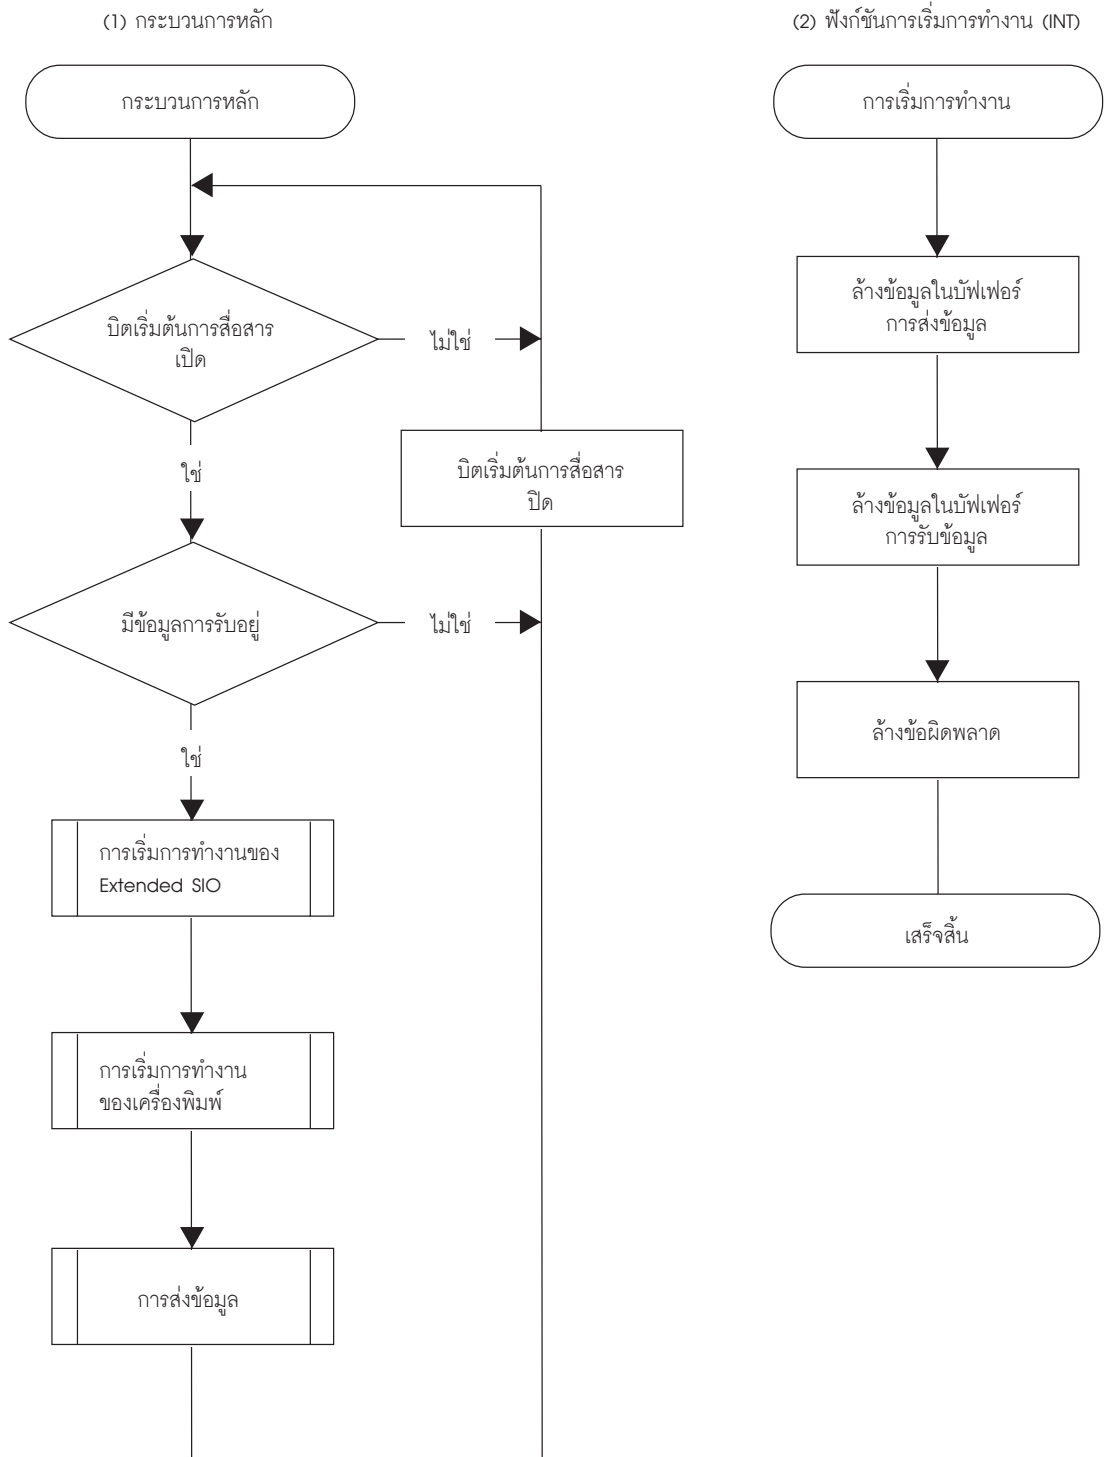 (1) กระบวนการหลัก
กระบวนการหลัก
บิตเริ่มต้นการสื่อสาร
เปิด
ไม่ใช่
ใช่
บิตเริ่มต้นการสื่อสาร
ปิด
มีข้อมูลการรับอยู่
ไม่ใช่
ใช่
การเริ่มการทำงานของ
Extended SIO
การเริ่มการทำงาน
ของเครื่องพิมพ์
การส่งข้อมูล
(2) ฟังก์ชันการเริ่มการทำงาน (INT)
การเริ่มการทำงาน
ล้างข้อมูลในบัฟเฟอร์
การส่งข้อมูล
ล้างข้อมูลในบัฟเฟอร์
การรับข้อมูล
ล้างข้อผิดพลาด
เสร็จสิ้น